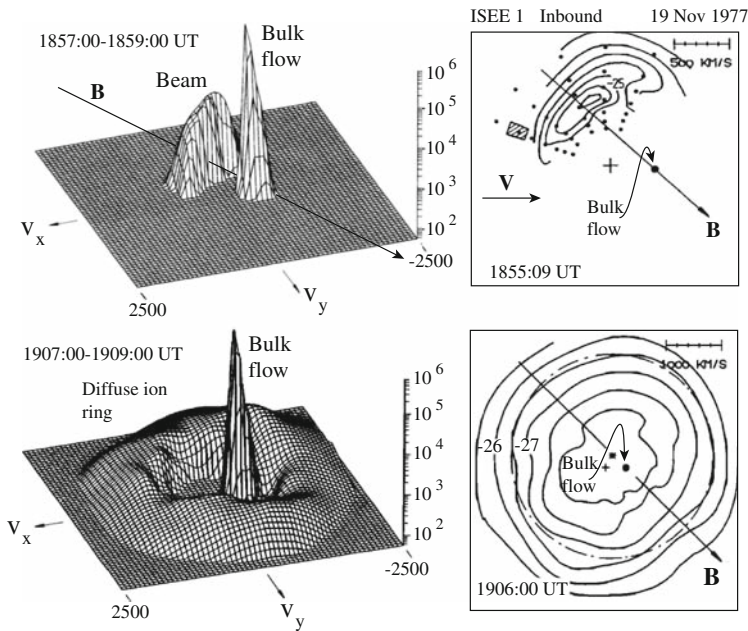 ISEE 1 Inbound 19 Nov 1977
1857:00-1859:00 UT
Bulk
flow
Beam
B
10^6
10^5
10^4
10^3
10^2
-2500
V_x
V_y
2500
500 KM/S
-25
V
Bulk
flow
B
1855:09 UT
1907:00-1909:00 UT
Bulk
flow
Diffuse ion
ring
10^6
10^5
10^4
10^3
10^2
-2500
V_x
V_y
2500
1000 KM/S
-26
-27
Bulk
flow
B
1906:00 UT